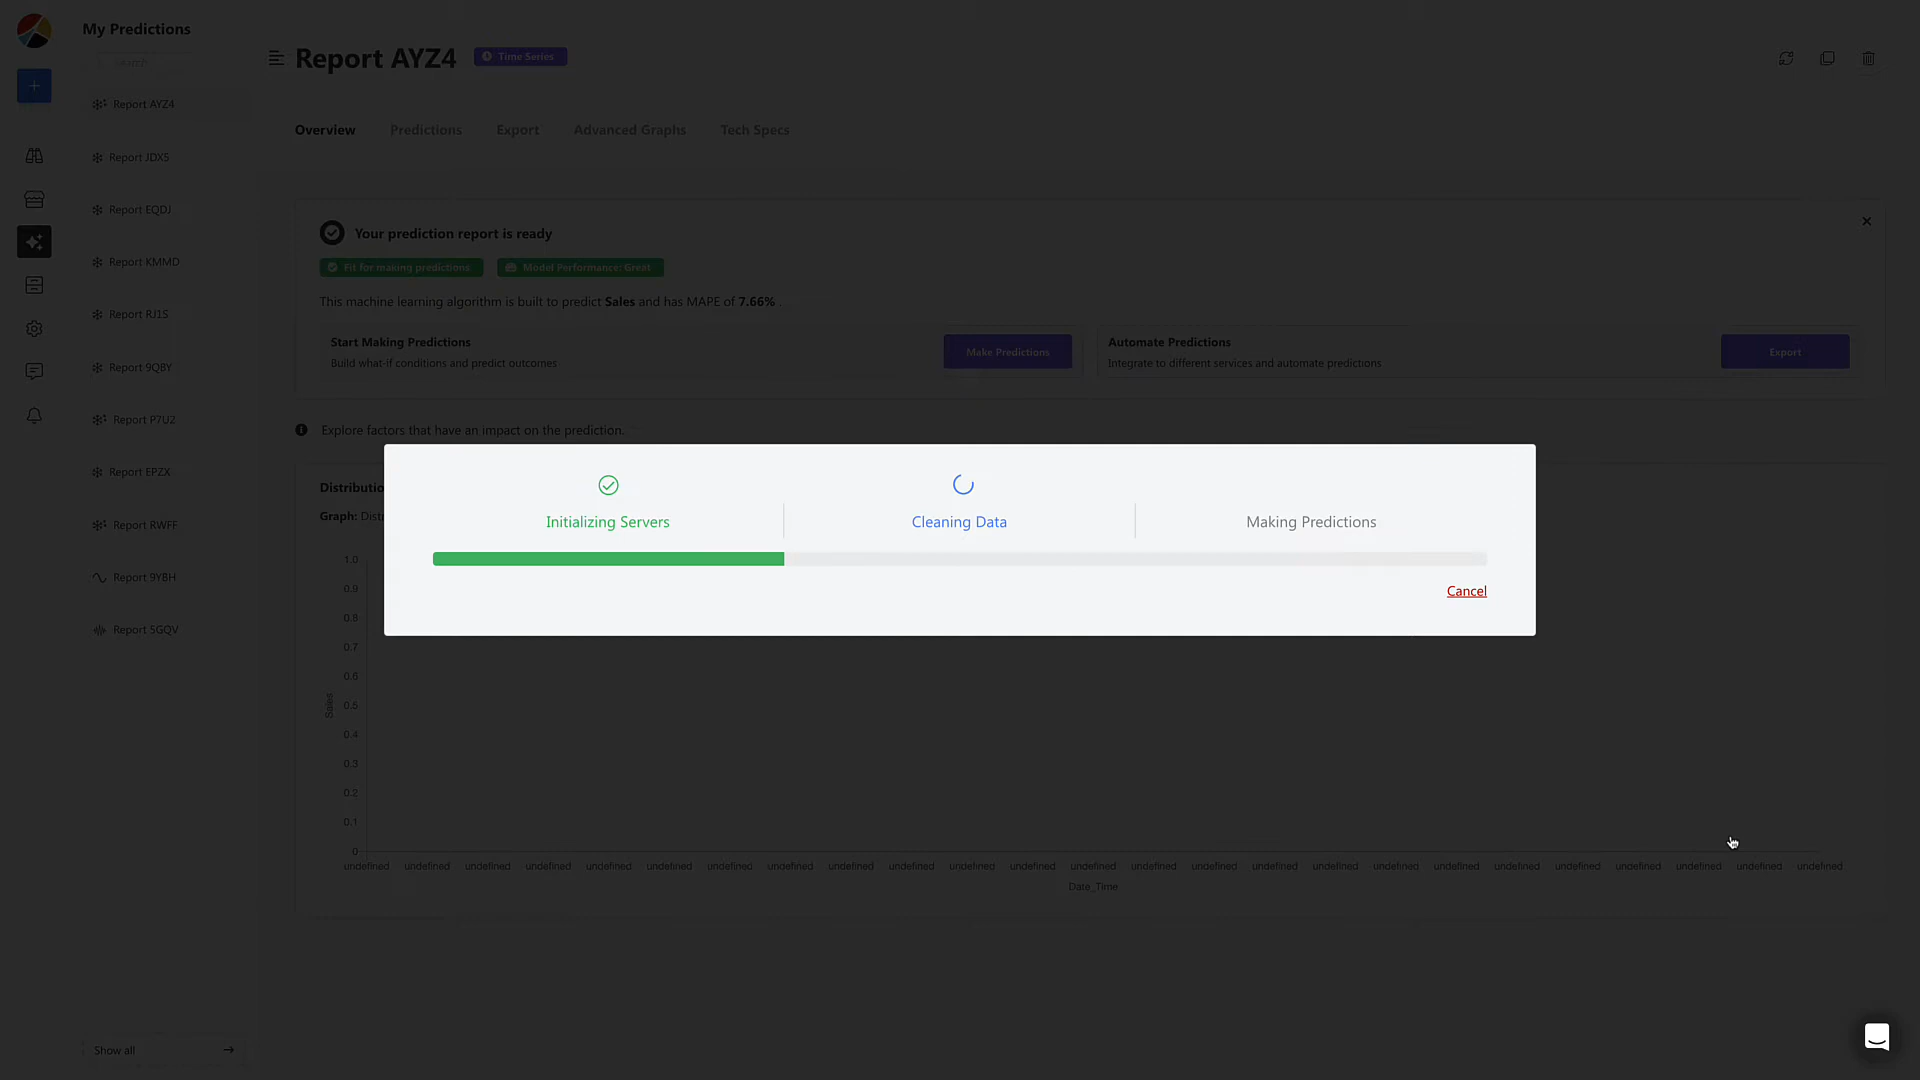 My Predictions
Search
Report AYZ4
Report JDX5
Report EQDJ
Report KMMD
Report RJ1S
Report 9QBY
Report P7U2
Report EPZX
Report RWFF
Report 9YBH
Report 5GQV
Show all
Report AYZ4
Time Series
Overview
Predictions
Export
Advanced Graphs
Tech Specs
Your prediction report is ready
Fit for making predictions
Model Performance: Great
This machine learning algorithm is built to predict Sales and has MAPE of 7.66% .
Start Making Predictions
Build what-if conditions and predict outcomes
Make Predictions
Automate Predictions
Integrate to different services and automate predictions
Export
Explore factors that have an impact on the prediction.
Initializing Servers
Cleaning Data
Making Predictions
Cancel
Graph:
1.0
0.9
0.8
0.7
0.6
0.5
0.4
0.3
0.2
0.1
0
Sales
undefined undefined undefined undefined undefined undefined undefined undefined undefined undefined undefined undefined undefined undefined undefined undefined undefined undefined undefined undefined undefined undefined undefined undefined undefined
Date_Time